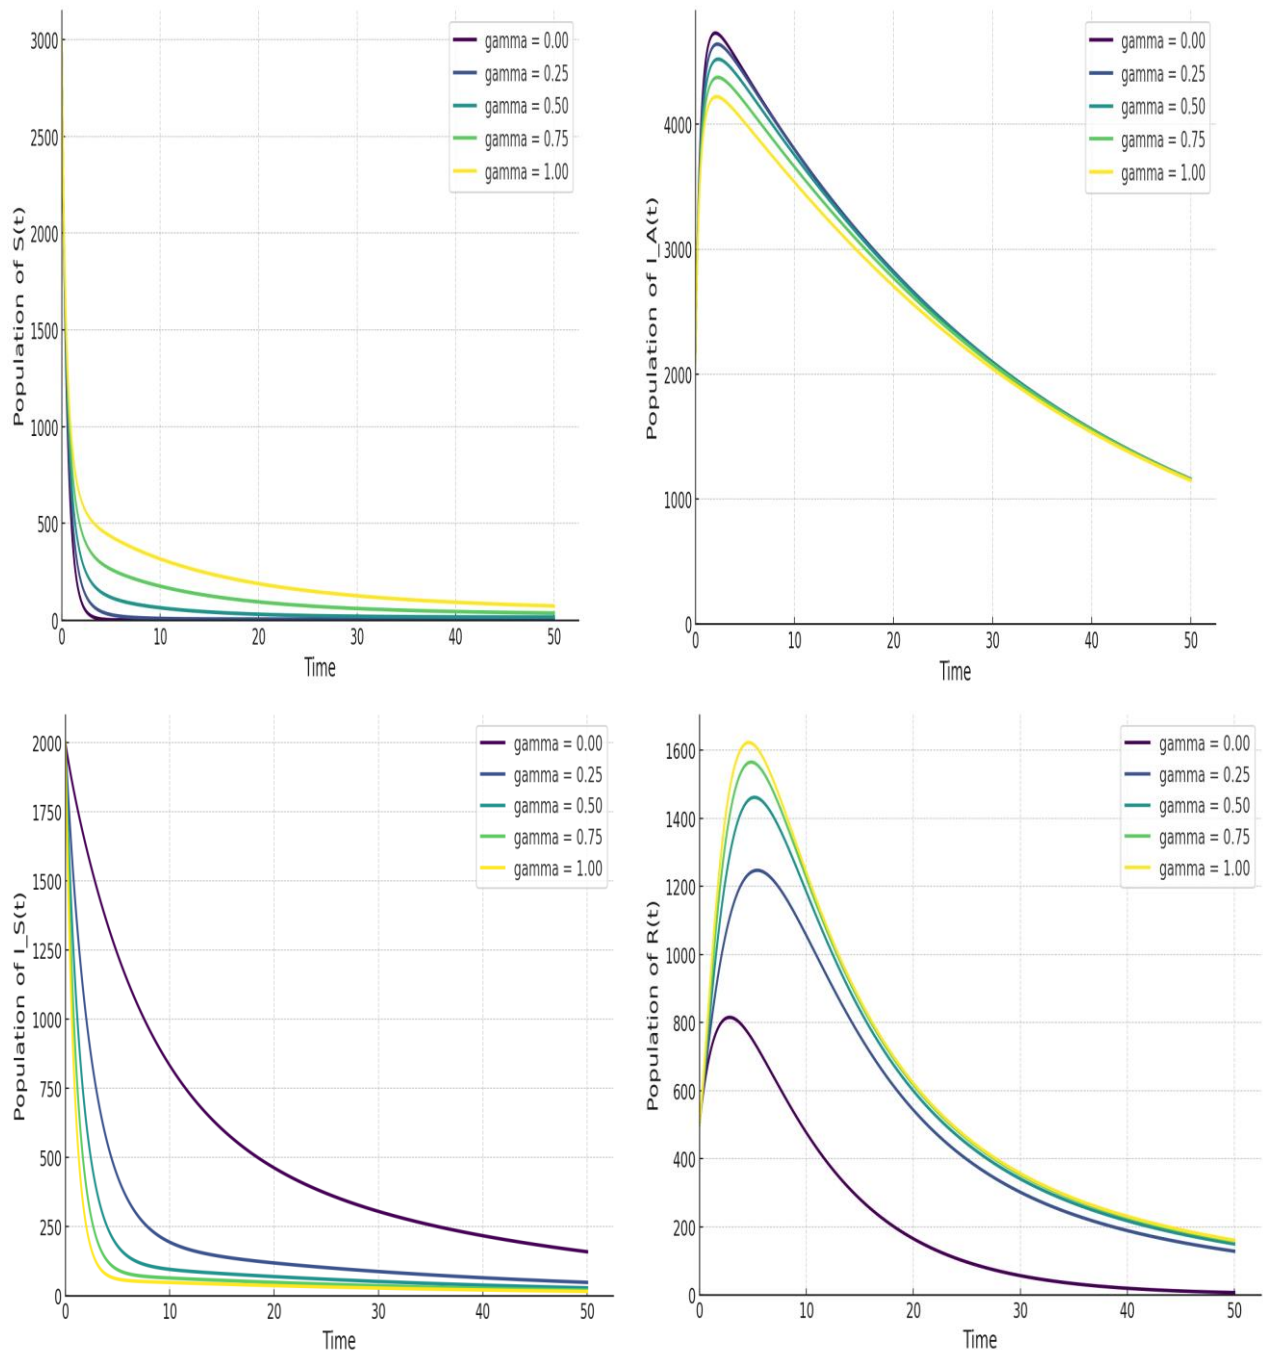 Population of S(t)
3000
2500
2000
1500
1000
500
0
gamma = 0.00
gamma = 0.25
gamma = 0.50
gamma = 0.75
gamma = 1.00
0 10 20 30 40 50
Time
Population of I_A(t)
4000
3000
2000
1000
0
gamma = 0.00
gamma = 0.25
gamma = 0.50
gamma = 0.75
gamma = 1.00
0 10 20 30 40 50
Time
Population of I_S(t)
2000
1750
1500
1250
1000
750
500
250
0
gamma = 0.00
gamma = 0.25
gamma = 0.50
gamma = 0.75
gamma = 1.00
0 10 20 30 40 50
Time
Population of R(t)
1600
1400
1200
1000
800
600
400
200
0
gamma = 0.00
gamma = 0.25
gamma = 0.50
gamma = 0.75
gamma = 1.00
0 10 20 30 40 50
Time